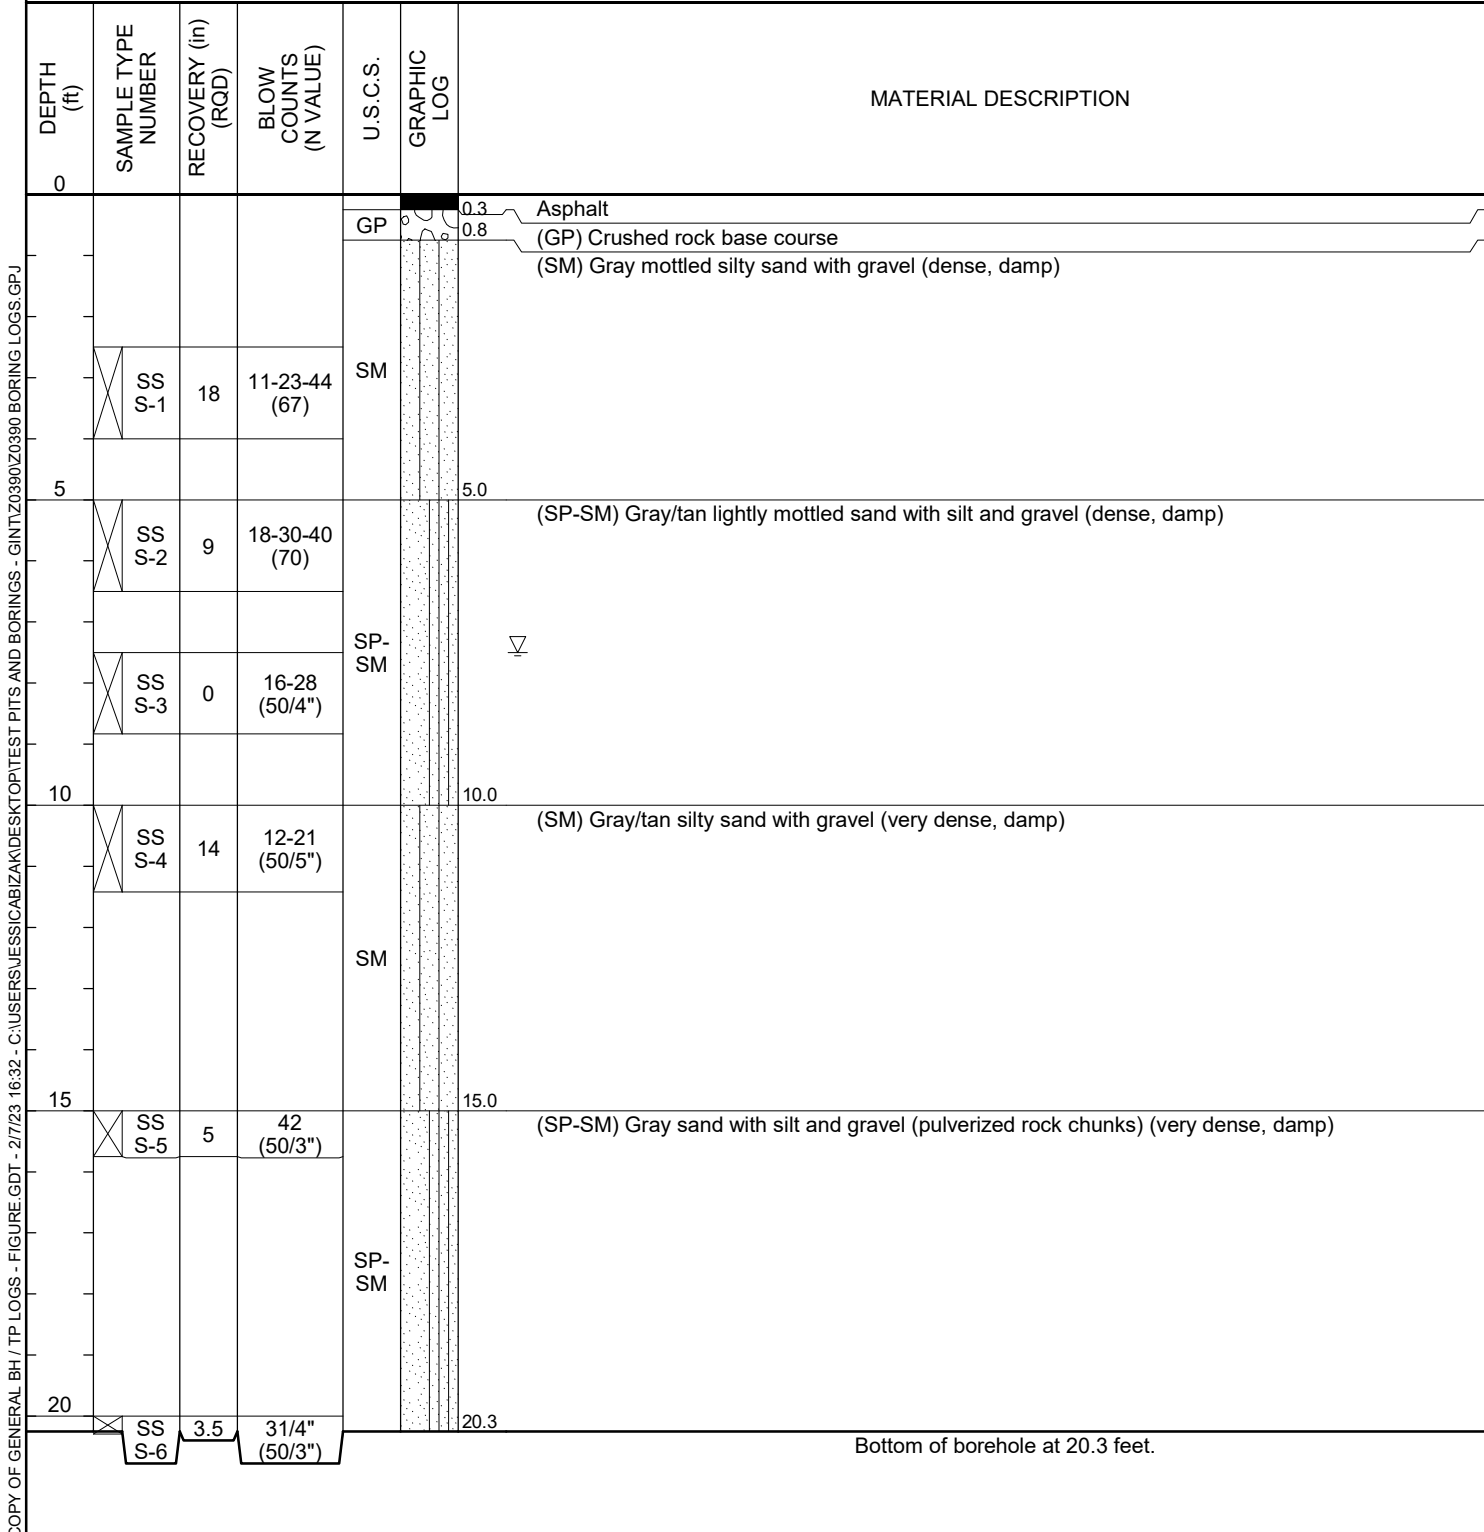 DEPTH
(ft)
SAMPLE TYPE
NUMBER
RECOVERY (in)
(RQD)
BLOW
COUNTS
(N VALUE)
U.S.C.S.
GRAPHIC
LOG
MATERIAL DESCRIPTION
0
0.3
Asphalt
GP
0.8
(GP) Crushed rock base course
(SM) Gray mottled silty sand with gravel (dense, damp)
SM
SS
S-1
18
11-23-44
(67)
5
5.0
(SP-SM) Gray/tan lightly mottled sand with silt and gravel (dense, damp)
SS
S-2
9
18-30-40
(70)
SP-
SM
SS
S-3
0
16-28
(50/4")
10
10.0
(SM) Gray/tan silty sand with gravel (very dense, damp)
SS
S-4
14
12-21
(50/5")
SM
15
15.0
(SP-SM) Gray sand with silt and gravel (pulverized rock chunks) (very dense, damp)
SS
S-5
5
42
(50/3")
SP-
SM
20
20.3
SS
S-6
3.5
31/4"
(50/3")
Bottom of borehole at 20.3 feet.
COPY OF GENERAL BH / TP LOGS - FIGURE.GDT - 2/7/23 16:32 - C:\USERS\JESSICABIZAK\DESKTOP\TEST PITS AND BORINGS - GINT\Z0390\Z0390 BORING LOGS.GPJ